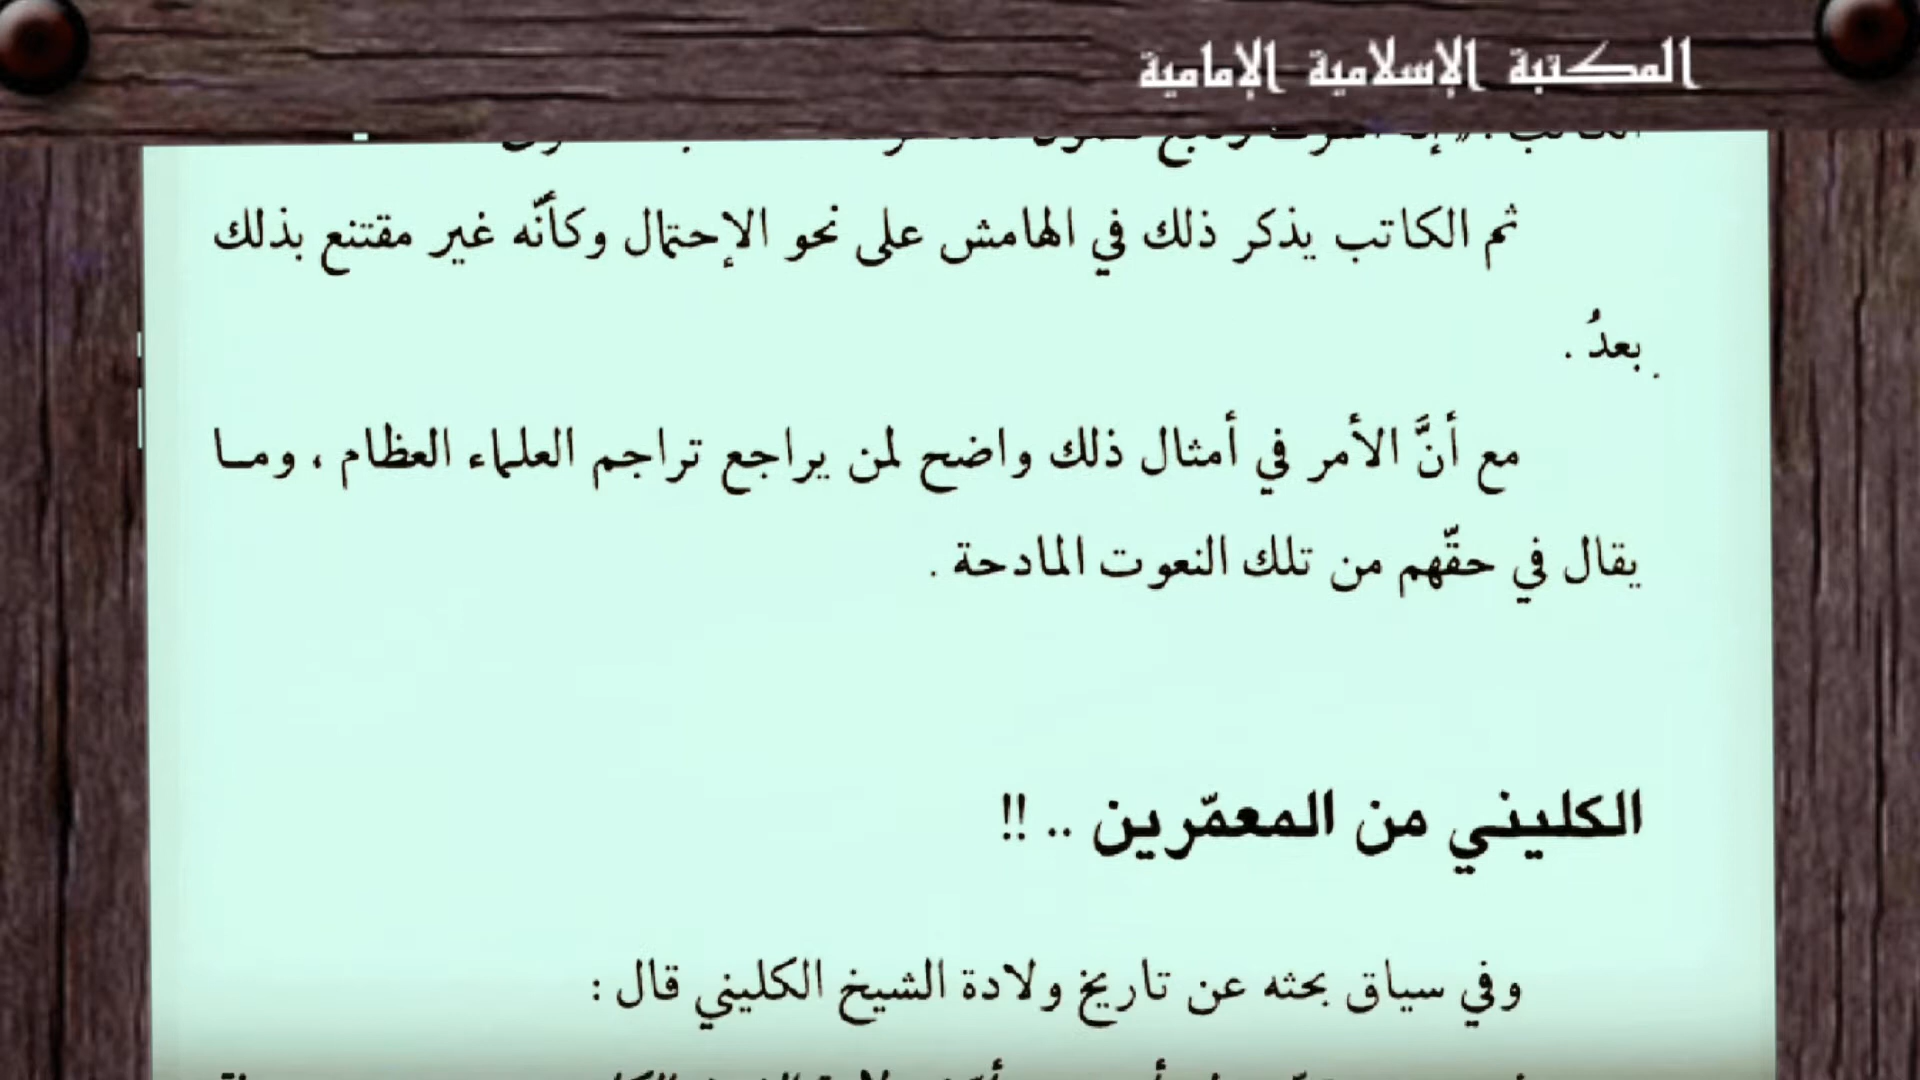 المكتبة الإسلامية الإمامية
ثم الكاتب يذكر ذلك في الهامش على نحو الإحتمال وكأنّه غير مقتنع بذلك
بعدُ .
مع أنَّ الأمر في أمثال ذلك واضح لمن يراجع تراجم العلماء العظام ، ومـا
يقال في حقّهم من تلك النعوت المادحة .
الكليني من المعمّرين .. !!
وفي سياق بحثه عن تاريخ ولادة الشيخ الكليني قال :